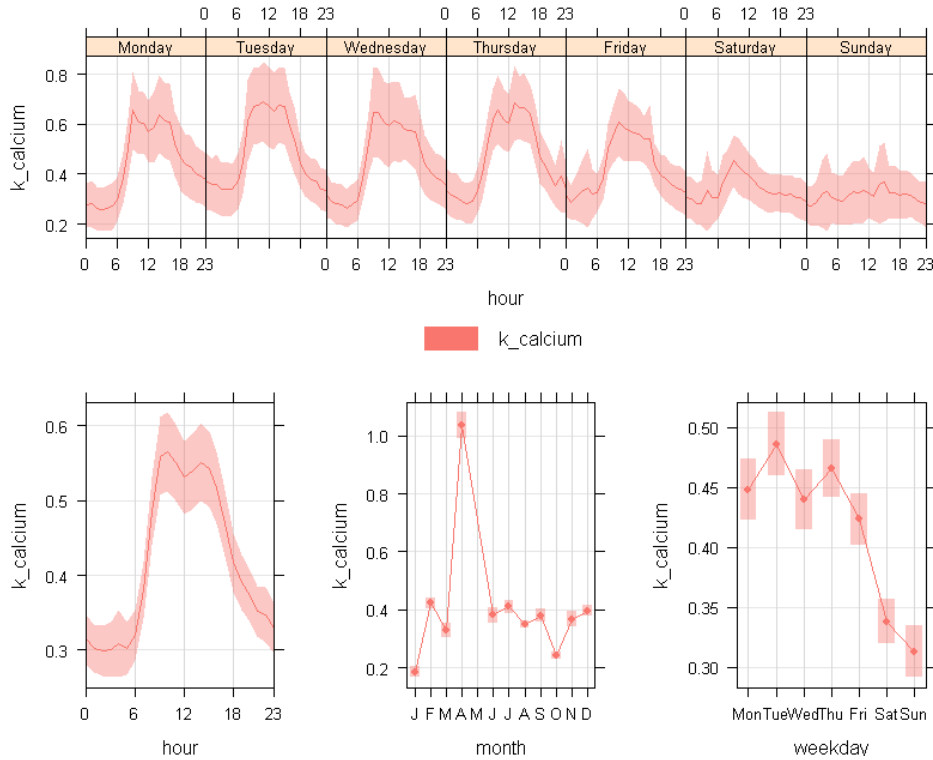 0 6 12 18 23 0 6 12 18 23 0 6 12 18 23
Monday Tuesday Wednesday Thursday Friday Saturday Sunday
k_calcium
0.8
0.6
0.4
0.2
0 6 12 18 23 0 6 12 18 23 0 6 12 18 23 0 6 12 18 23
hour
k_calcium
k_calcium
0.6
0.5
0.4
0.3
0 6 12 18 23
hour
k_calcium
1.0
0.8
0.6
0.4
0.2
J F M A M J J A S O N D
month
k_calcium
0.50
0.45
0.40
0.35
0.30
Mon Tue Wed Thu Fri Sat Sun
weekday